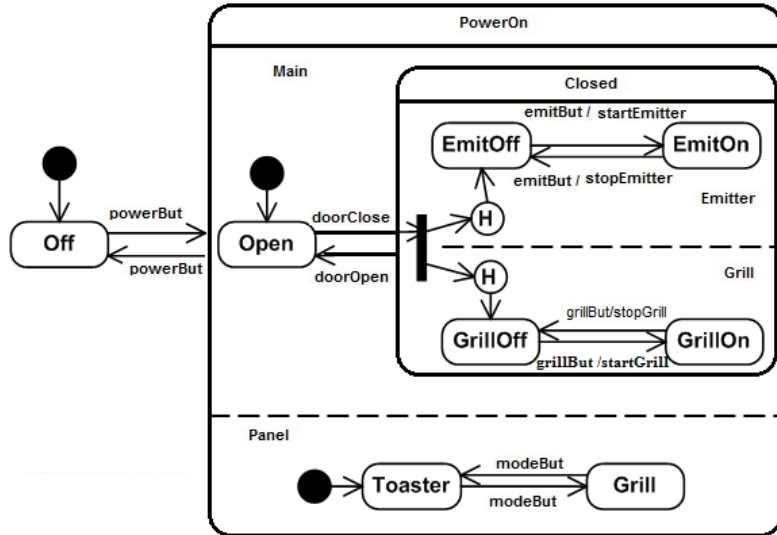 PowerOn
Main
Closed
emitBut / startEmitter
EmitOff
EmitOn
emitBut / stopEmitter
Emitter
H
powerBut
doorClose
Off
Open
powerBut
doorOpen
H
Grill
grillBut/stopGrill
GrillOff
GrillOn
grillBut /startGrill
Panel
modeBut
Toaster
Grill
modeBut